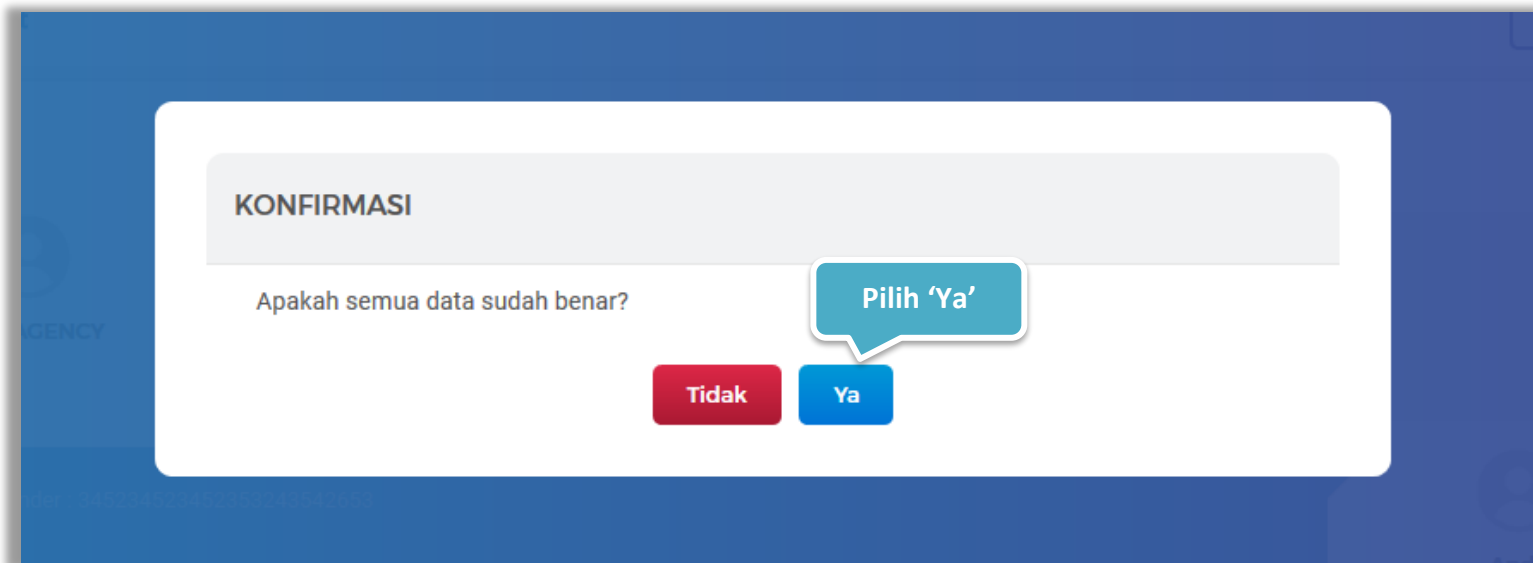 KONFIRMASI
Apakah semua data sudah benar?
Pilih ‘Ya’
AGENCY
Tidak
Ya